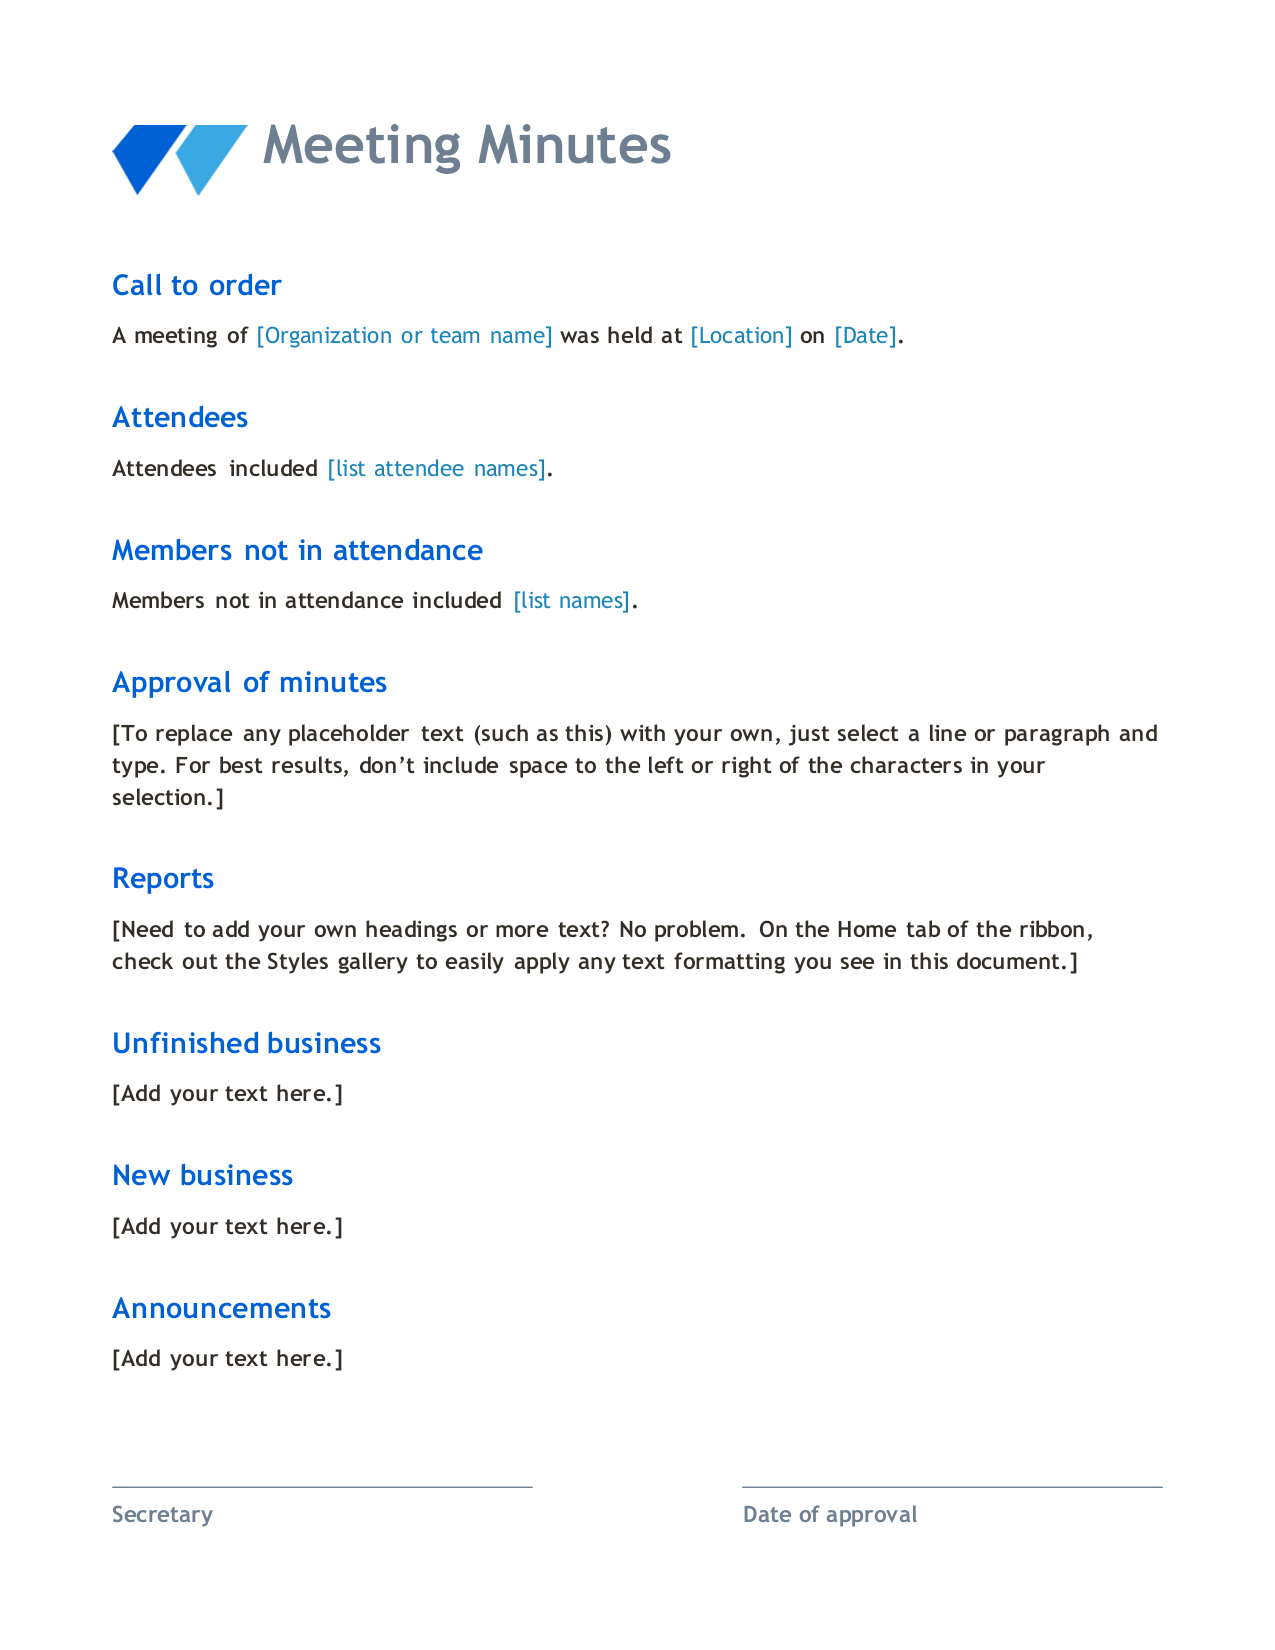 Meeting Minutes
Call to order
A meeting of [Organization or team name] was held at [Location] on [Date].
Attendees
Attendees included [list attendee names].
Members not in attendance
Members not in attendance included [list names].
Approval of minutes
[To replace any placeholder text (such as this) with your own, just select a line or paragraph and
type. For best results, don’t include space to the left or right of the characters in your
selection.]
Reports
[Need to add your own headings or more text? No problem. On the Home tab of the ribbon,
check out the Styles gallery to easily apply any text formatting you see in this document.]
Unfinished business
[Add your text here.]
New business
[Add your text here.]
Announcements
[Add your text here.]
Secretary
Date of approval